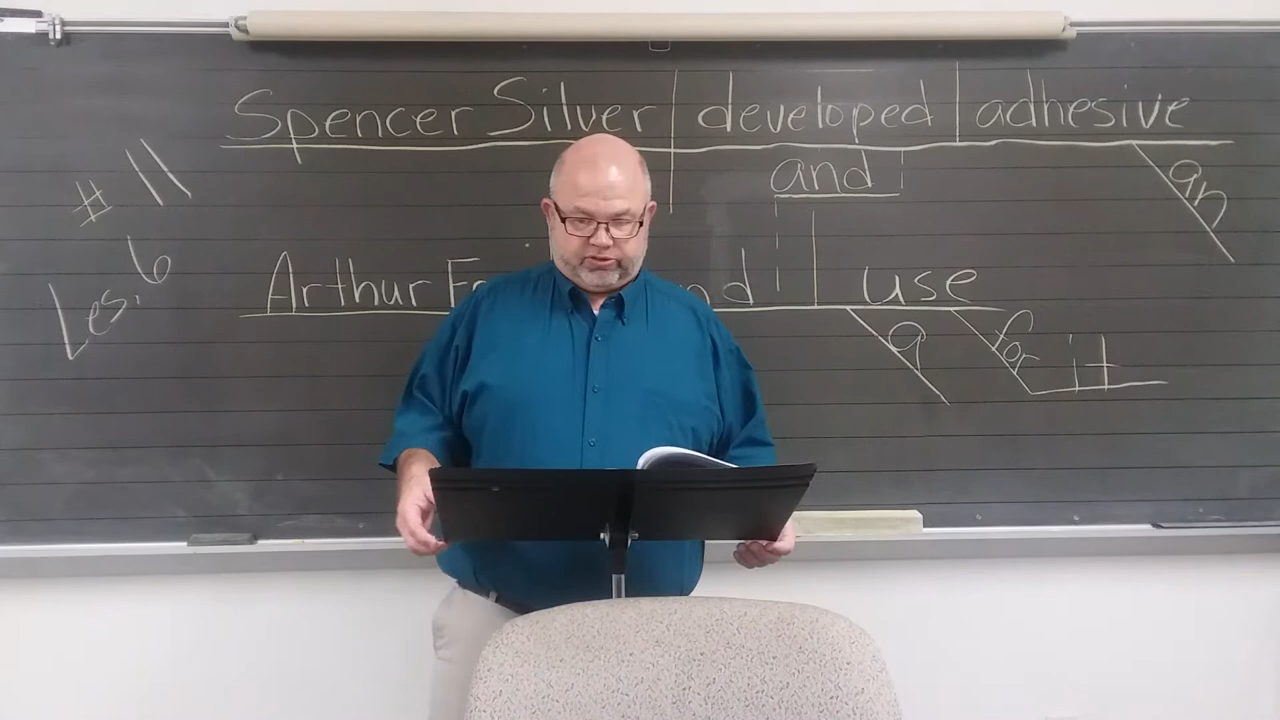 Spencer Silver developed adhesive
an
and
# 11
Les. 6
Arthur use
a for it